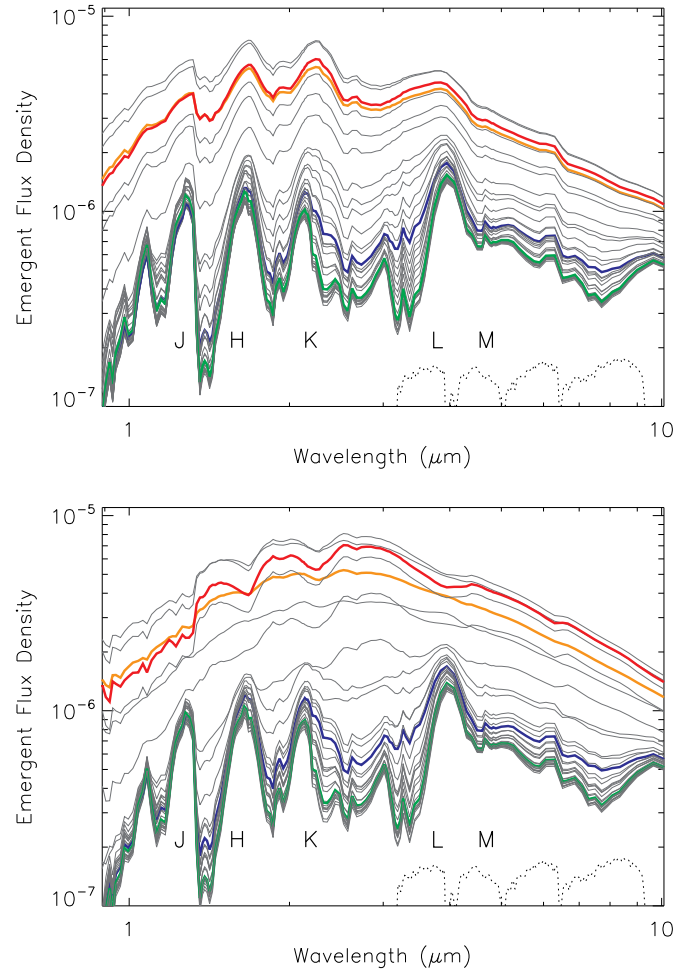 10⁻⁵
10⁻⁶
10⁻⁷
Emergent Flux Density
J H K L M
1 10
Wavelength (μm)
10⁻⁵
10⁻⁶
10⁻⁷
Emergent Flux Density
J H K L M
1 10
Wavelength (μm)